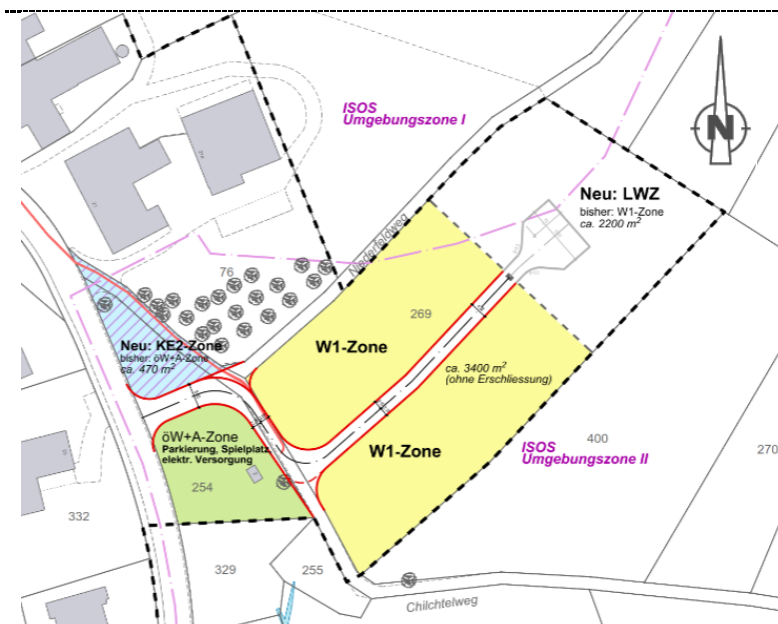 ISOS
Umgebungszone I
N
Neu: LWZ
bisher: W1-Zone
ca. 2200 m²
Niederfeldweg
76
269
Neu: KE2-Zone
bisher: öW+A-Zone
ca. 470 m²
W1-Zone
ca. 3400 m²
(ohne Erschliessung)
öW+A-Zone
Parkierung, Spielplatz,
elektr. Versorgung
W1-Zone
ISOS
Umgebungszone II
400
270
254
332
329
255
Chilchtelweg